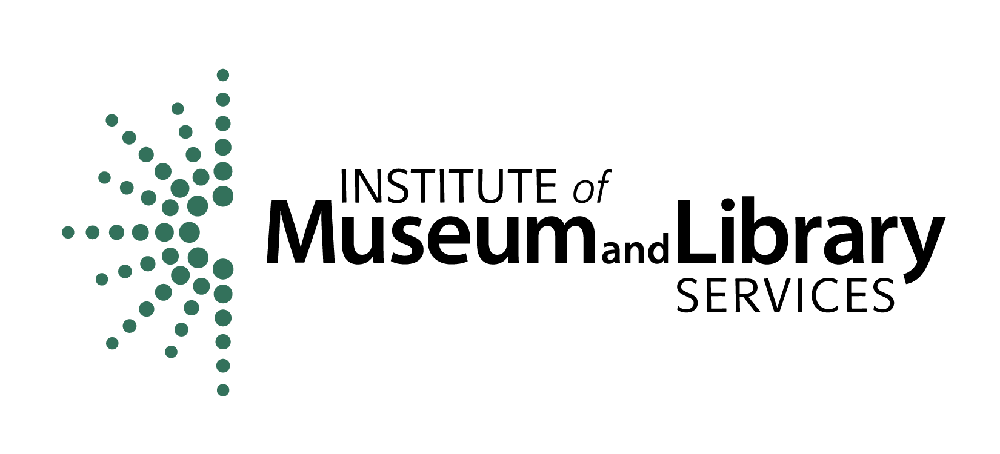 INSTITUTE of
Museum and Library
SERVICES